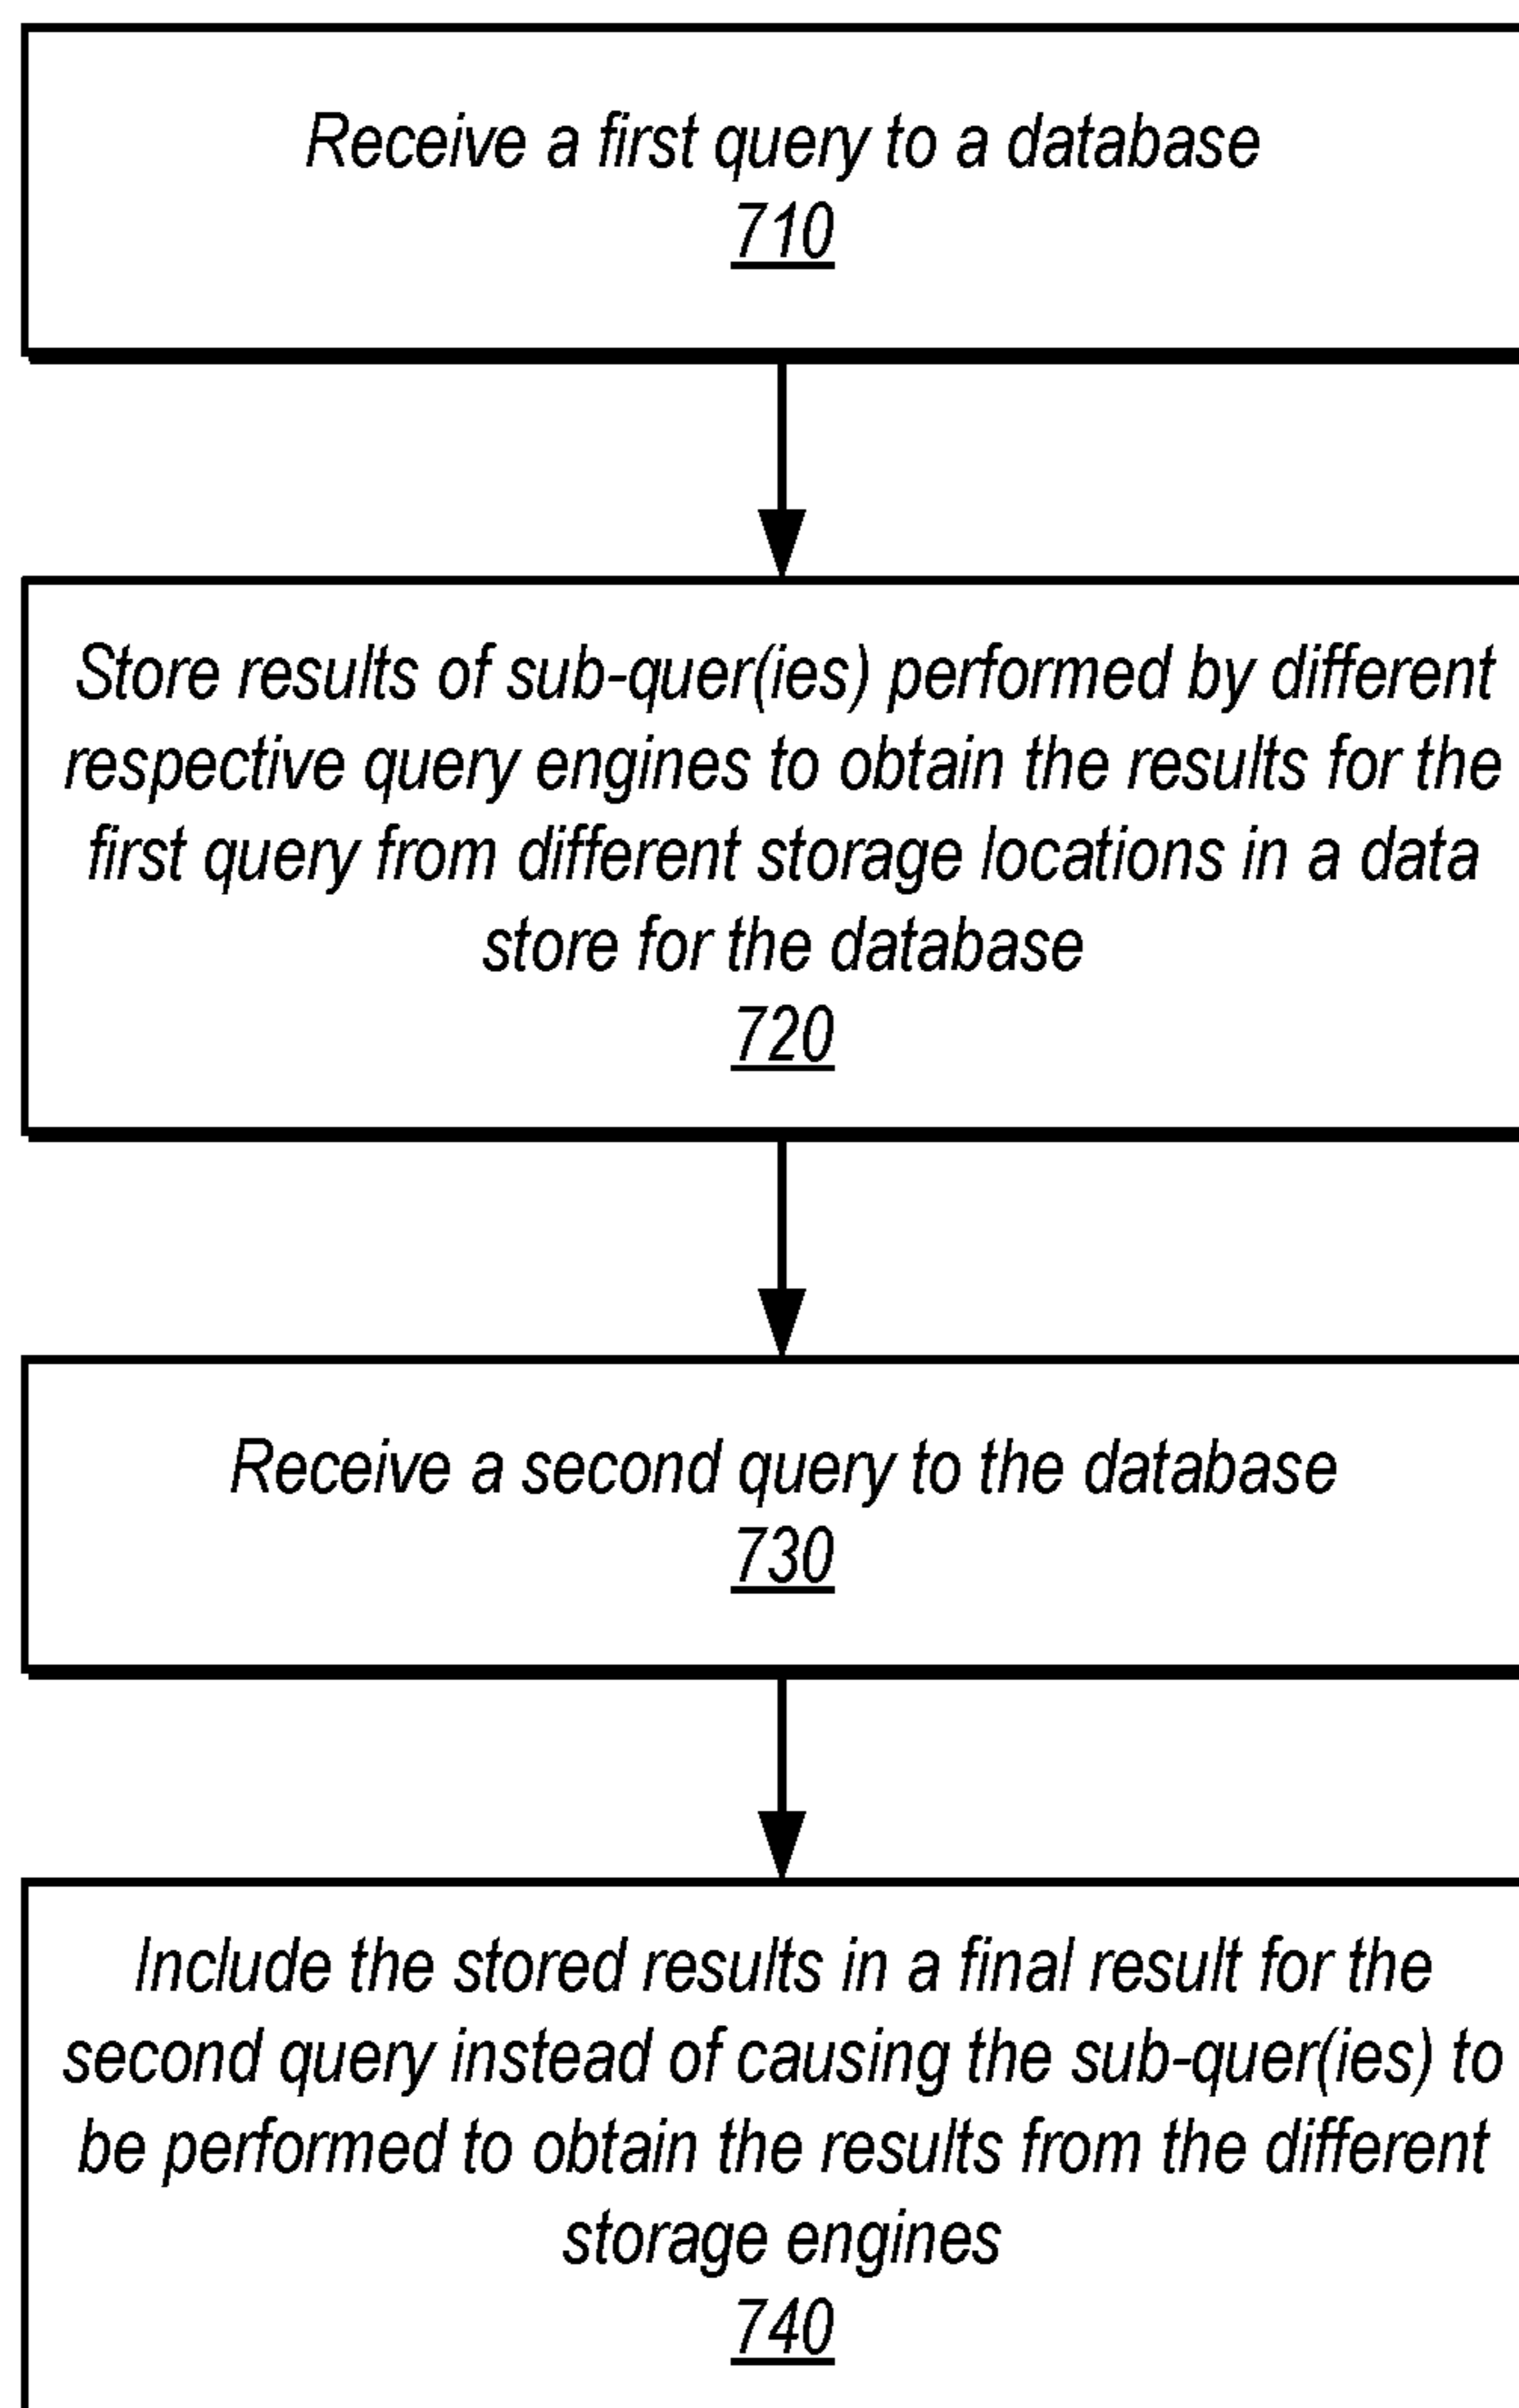 Receive a first query to a database
710
Store results of sub-quer(ies) performed by different
respective query engines to obtain the results for the
first query from different storage locations in a data
store for the database
720
Receive a second query to the database
730
Include the stored results in a final result for the
second query instead of causing the sub-quer(ies) to
be performed to obtain the results from the different
storage engines
740